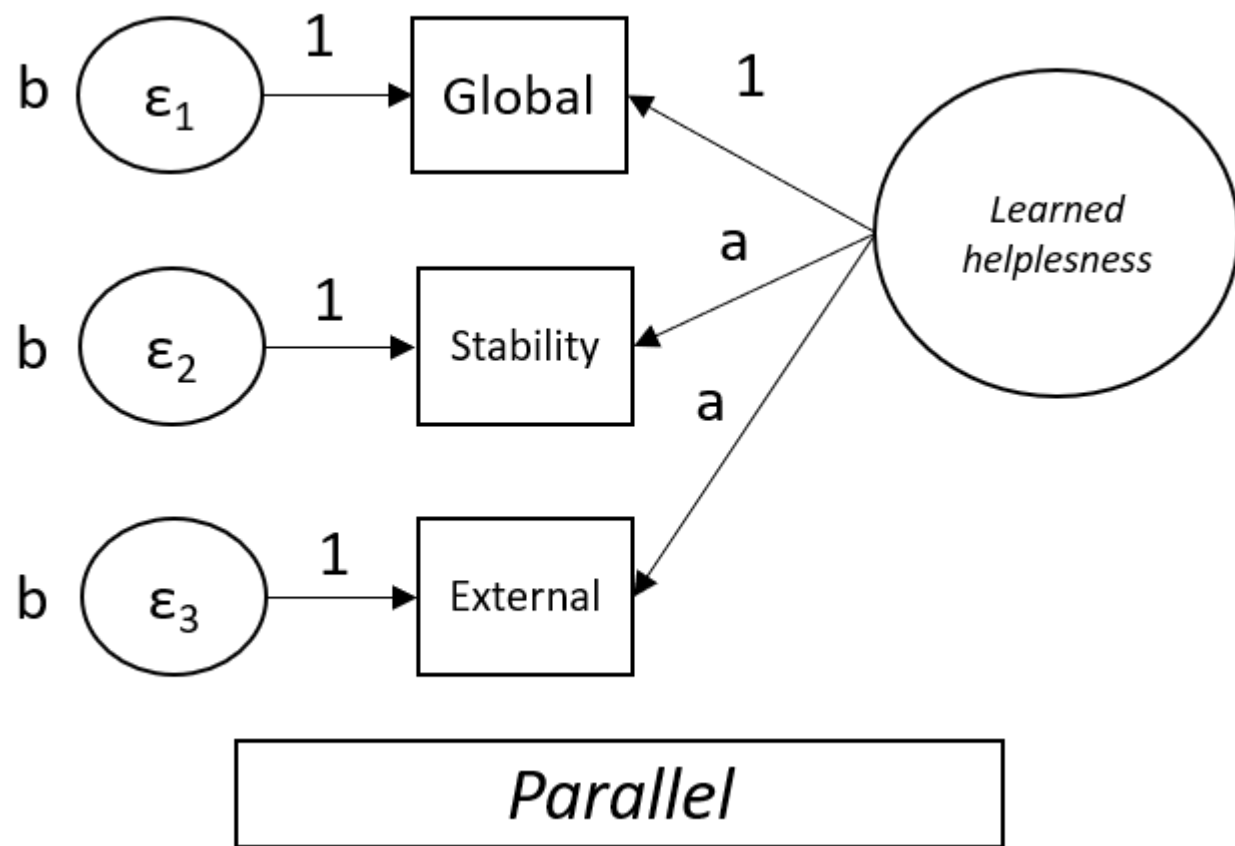 b ε1 1 Global 1
Learned
helplesness
a
b ε2 1 Stability
a
b ε3 1 External
Parallel